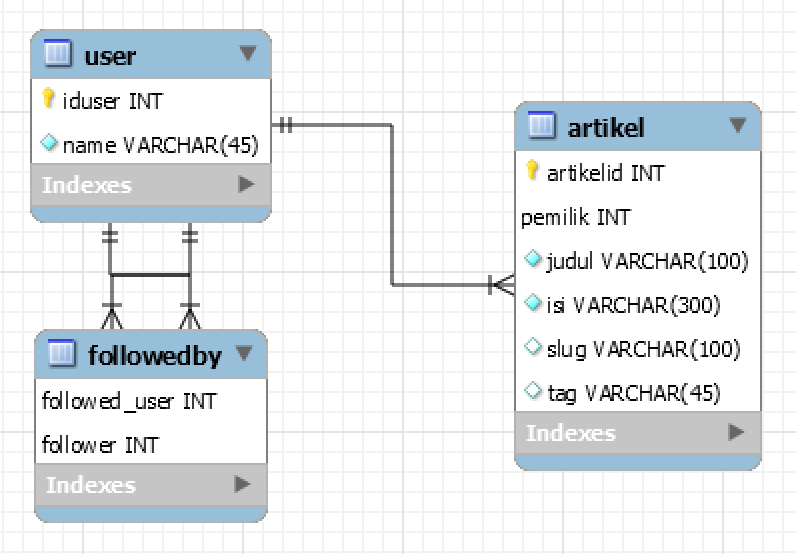 user
iduser INT
name VARCHAR(45)
Indexes
followedby
followed_user INT
follower INT
Indexes
artikel
artikelid INT
pemilik INT
judul VARCHAR(100)
isi VARCHAR(300)
slug VARCHAR(100)
tag VARCHAR(45)
Indexes